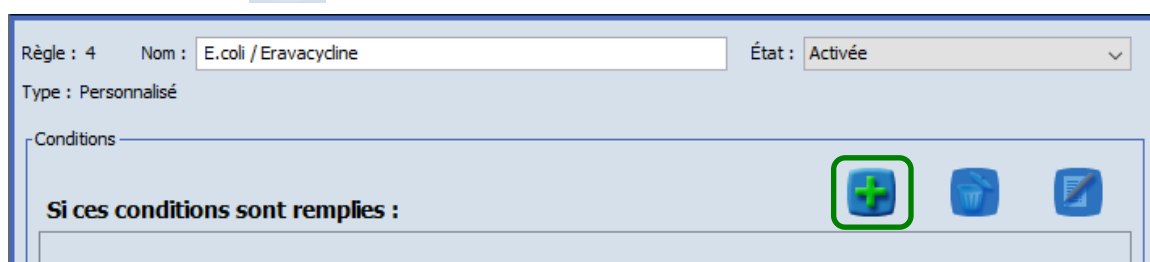 Règle : 4 Nom : E.coli / Eravacycline État : Activée
Type : Personnalisé
Conditions
Si ces conditions sont remplies :